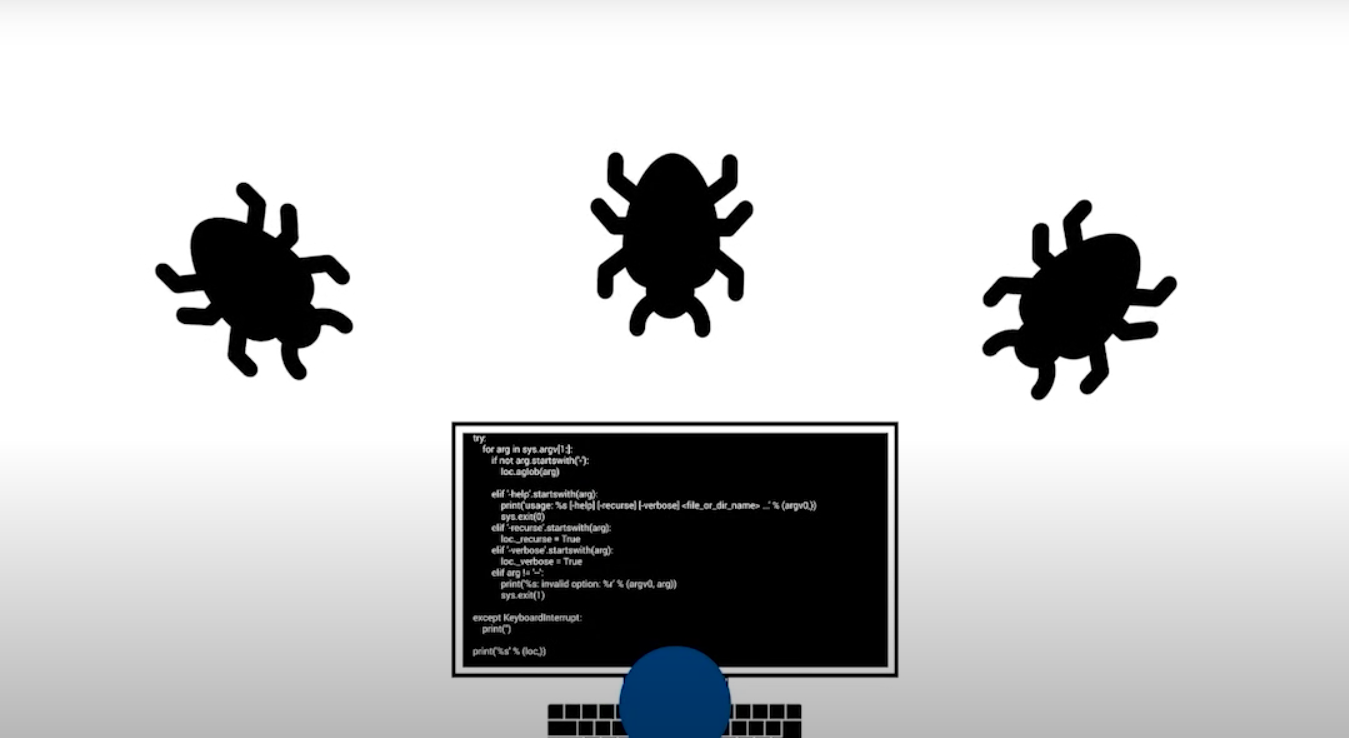 try:
    for arg in sys.argv[1:]:
        if not arg.startswith('-'):
            loc.aglob(arg)

        elif '-help'.startswith(arg):
            print('usage: %s [-help] [-recurse] [-verbose] <file_or_dir_name> ...' % (argv0,))
            sys.exit(0)
        elif '-recurse'.startswith(arg):
            loc._recurse = True
        elif '-verbose'.startswith(arg):
            loc._verbose = True
        elif arg != '--':
            print('%s: invalid option: %r' % (argv0, arg))
            sys.exit(1)

except KeyboardInterrupt:
    print('')

print('%s' % (loc,))